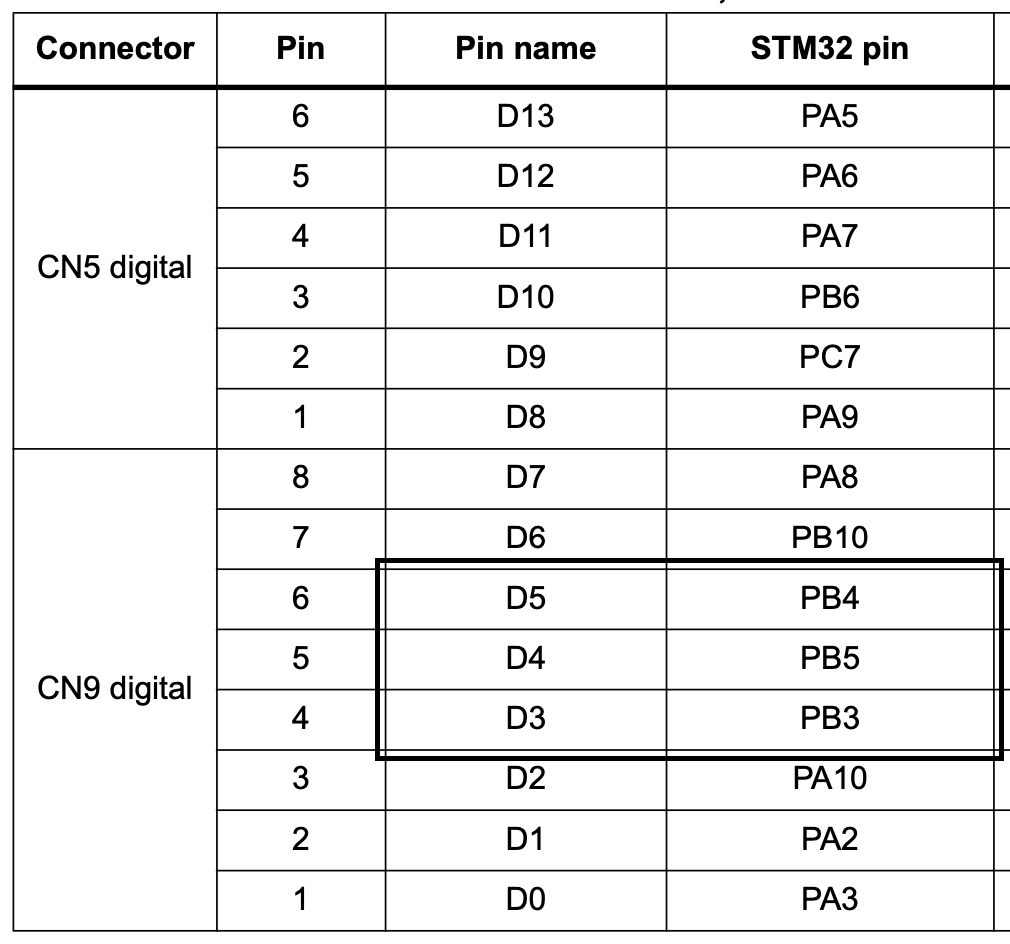 Connector Pin Pin name STM32 pin
CN5 digital
6 D13 PA5
5 D12 PA6
4 D11 PA7
3 D10 PB6
2 D9 PC7
1 D8 PA9
CN9 digital
8 D7 PA8
7 D6 PB10
6 D5 PB4
5 D4 PB5
4 D3 PB3
3 D2 PA10
2 D1 PA2
1 D0 PA3